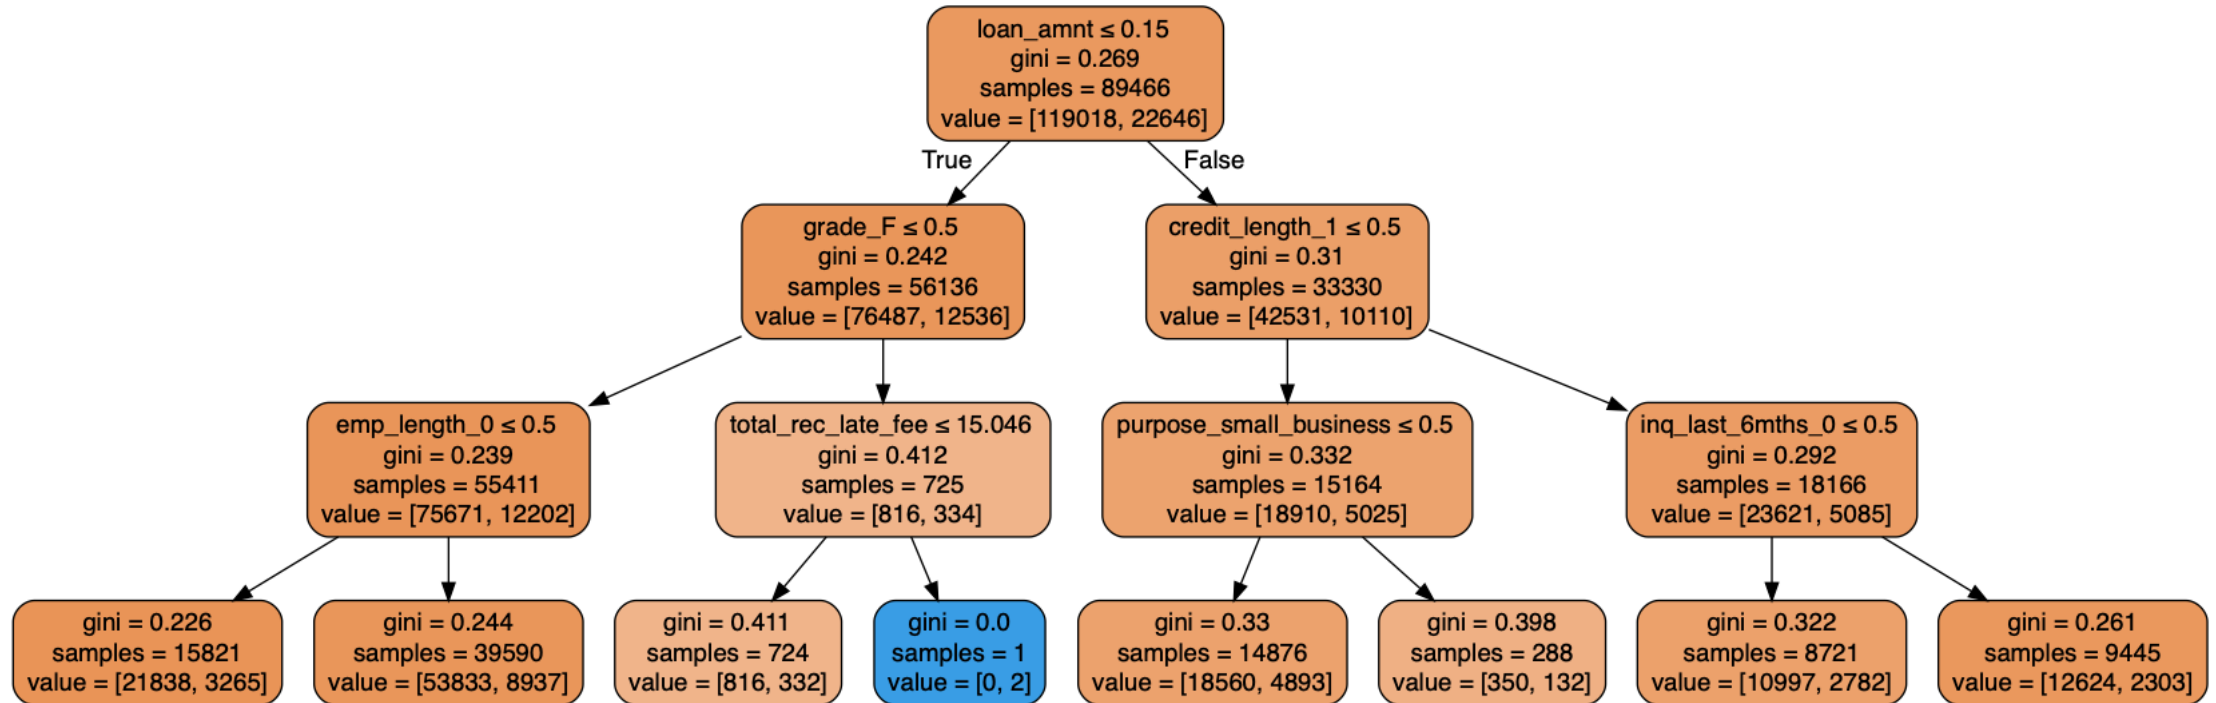 loan_amnt ≤ 0.15
gini = 0.269
samples = 89466
value = [119018, 22646]
True
False
grade_F ≤ 0.5
gini = 0.242
samples = 56136
value = [76487, 12536]
credit_length_1 ≤ 0.5
gini = 0.31
samples = 33330
value = [42531, 10110]
emp_length_0 ≤ 0.5
gini = 0.239
samples = 55411
value = [75671, 12202]
total_rec_late_fee ≤ 15.046
gini = 0.412
samples = 725
value = [816, 334]
purpose_small_business ≤ 0.5
gini = 0.332
samples = 15164
value = [18910, 5025]
inq_last_6mths_0 ≤ 0.5
gini = 0.292
samples = 18166
value = [23621, 5085]
gini = 0.226
samples = 15821
value = [21838, 3265]
gini = 0.244
samples = 39590
value = [53833, 8937]
gini = 0.411
samples = 724
value = [816, 332]
gini = 0.0
samples = 1
value = [0, 2]
gini = 0.33
samples = 14876
value = [18560, 4893]
gini = 0.398
samples = 288
value = [350, 132]
gini = 0.322
samples = 8721
value = [10997, 2782]
gini = 0.261
samples = 9445
value = [12624, 2303]